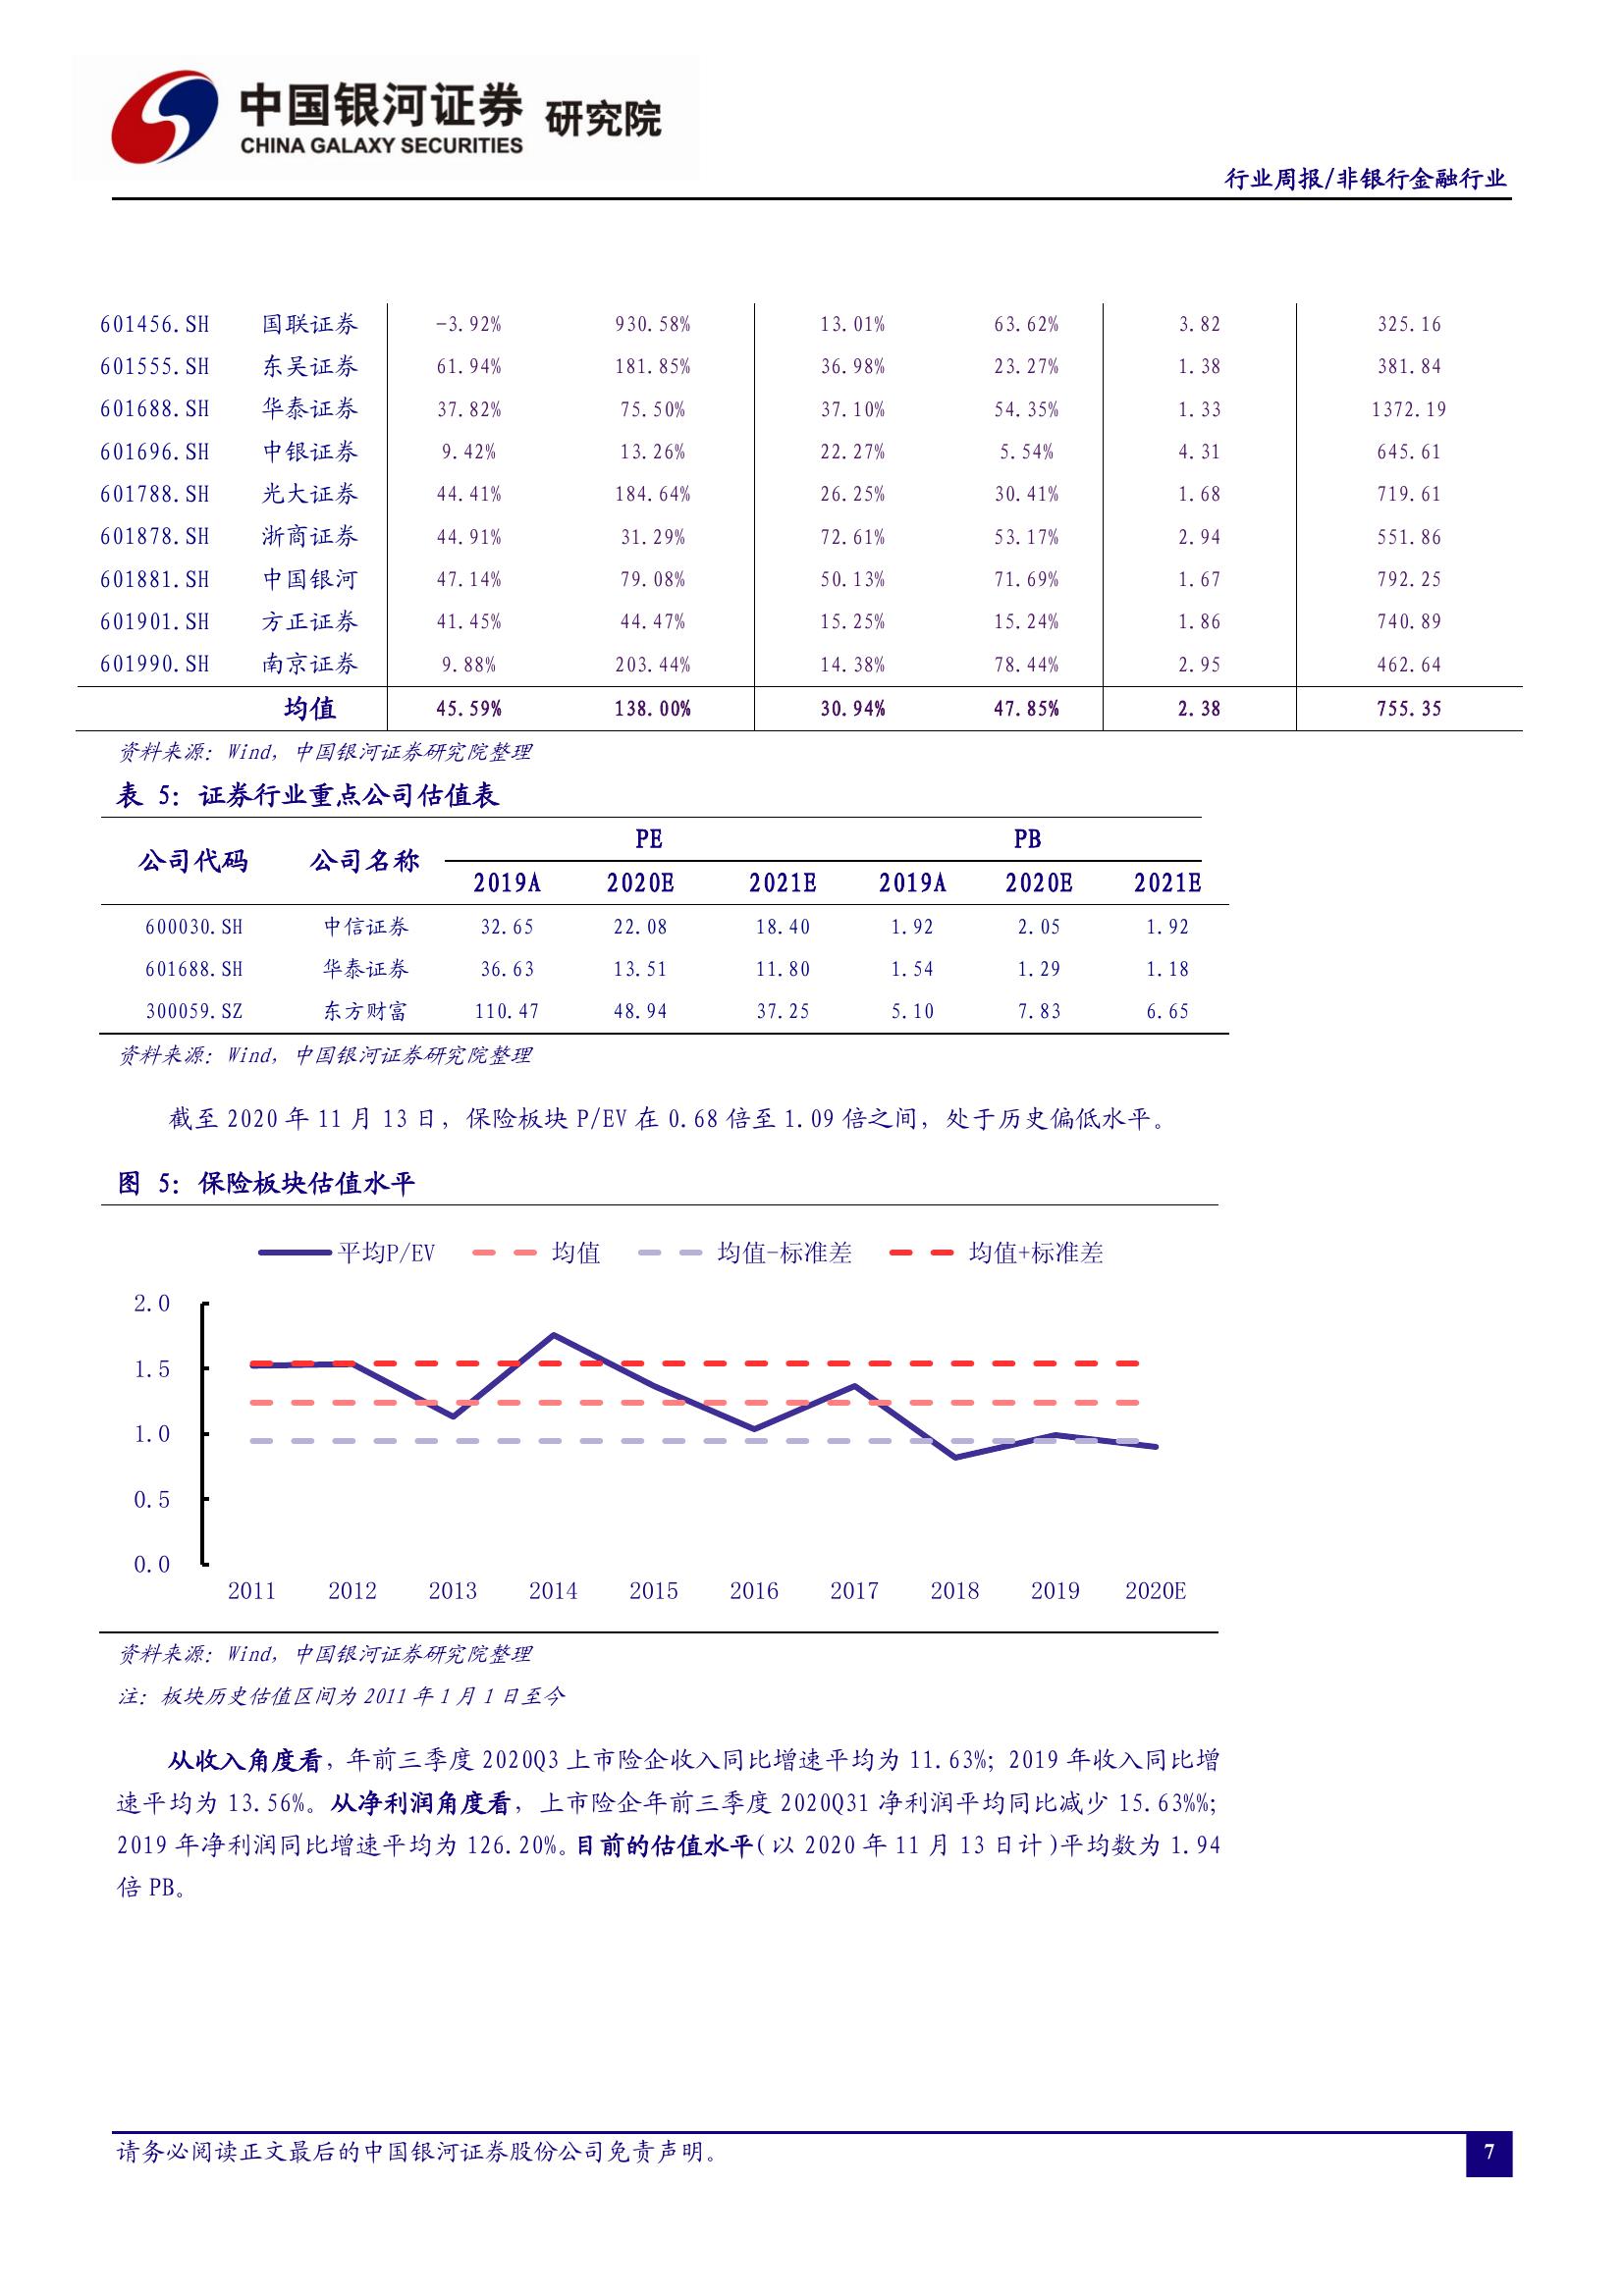 中国银河证券 研究院
CHINA GALAXY SECURITIES
行业周报/非银行金融行业
601456.SH 国联证券 -3.92% 930.58% 13.01% 63.62% 3.82 325.16
601555.SH 东吴证券 61.94% 181.85% 36.98% 23.27% 1.38 381.84
601688.SH 华泰证券 37.82% 75.50% 37.10% 54.35% 1.33 1372.19
601696.SH 中银证券 9.42% 13.26% 22.27% 5.54% 4.31 645.61
601788.SH 光大证券 44.41% 184.64% 26.25% 30.41% 1.68 719.61
601878.SH 浙商证券 44.91% 31.29% 72.61% 53.17% 2.94 551.86
601881.SH 中国银河 47.14% 79.08% 50.13% 71.69% 1.67 792.25
601901.SH 方正证券 41.45% 44.47% 15.25% 15.24% 1.86 740.89
601990.SH 南京证券 9.88% 203.44% 14.38% 78.44% 2.95 462.64
均值 45.59% 138.00% 30.94% 47.85% 2.38 755.35
资料来源：Wind，中国银河证券研究院整理
表 5：证券行业重点公司估值表
公司代码 公司名称 PE PB
2019A 2020E 2021E 2019A 2020E 2021E
600030.SH 中信证券 32.65 22.08 18.40 1.92 2.05 1.92
601688.SH 华泰证券 36.63 13.51 11.80 1.54 1.29 1.18
300059.SZ 东方财富 110.47 48.94 37.25 5.10 7.83 6.65
资料来源：Wind，中国银河证券研究院整理
截至 2020 年 11 月 13 日，保险板块 P/EV 在 0.68 倍至 1.09 倍之间，处于历史偏低水平。
图 5：保险板块估值水平
平均P/EV 均值 均值-标准差 均值+标准差
2.0
1.5
1.0
0.5
0.0
2011 2012 2013 2014 2015 2016 2017 2018 2019 2020E
资料来源：Wind，中国银河证券研究院整理
注：板块历史估值区间为 2011 年 1 月 1 日至今
从收入角度看，年前三季度 2020Q3 上市险企收入同比增速平均为 11.63%；2019 年收入同比增
速平均为 13.56%。从净利润角度看，上市险企年前三季度 2020Q31 净利润平均同比减少 15.63%%；
2019 年净利润同比增速平均为 126.20%。目前的估值水平(以 2020 年 11 月 13 日计)平均数为 1.94
倍 PB。
请务必阅读正文最后的中国银河证券股份公司免责声明。
7